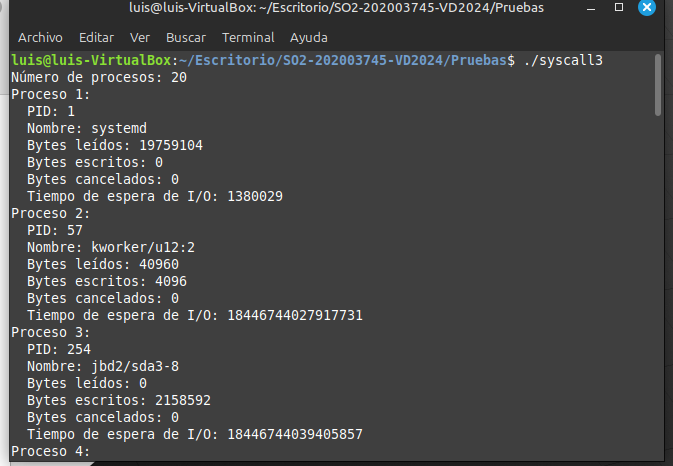 luis@luis-VirtualBox: ~/Escritorio/SO2-202003745-VD2024/Pruebas
Archivo Editar Ver Buscar Terminal Ayuda
luis@luis-VirtualBox:~/Escritorio/SO2-202003745-VD2024/Pruebas$ ./syscall3
Número de procesos: 20
Proceso 1:
  PID: 1
  Nombre: systemd
  Bytes leídos: 19759104
  Bytes escritos: 0
  Bytes cancelados: 0
  Tiempo de espera de I/O: 1380029
Proceso 2:
  PID: 57
  Nombre: kworker/u12:2
  Bytes leídos: 40960
  Bytes escritos: 4096
  Bytes cancelados: 0
  Tiempo de espera de I/O: 18446744027917731
Proceso 3:
  PID: 254
  Nombre: jbd2/sda3-8
  Bytes leídos: 0
  Bytes escritos: 2158592
  Bytes cancelados: 0
  Tiempo de espera de I/O: 18446744039405857
Proceso 4: